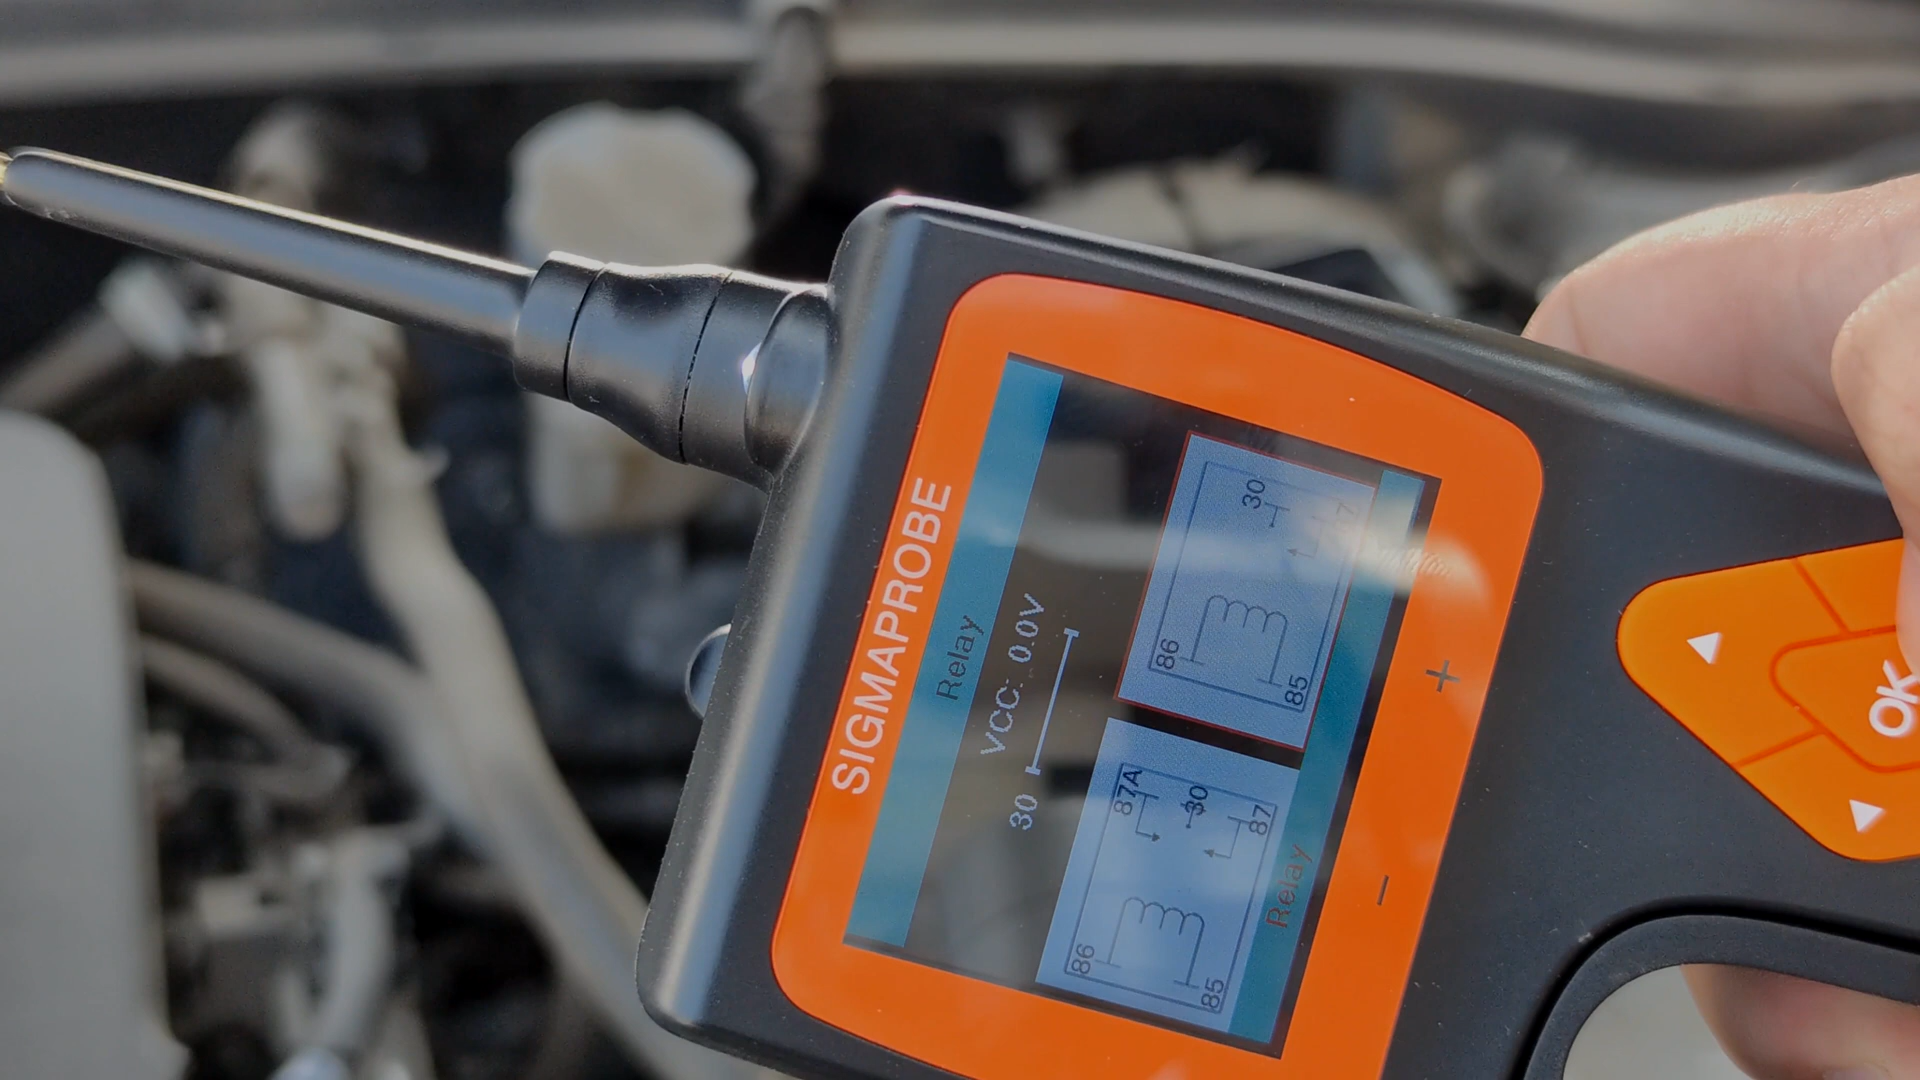 SIGMAPROBE
Relay
VCC: 0.0V
30
86
87A
30
87
85
86
30
85
Relay
- +
OK